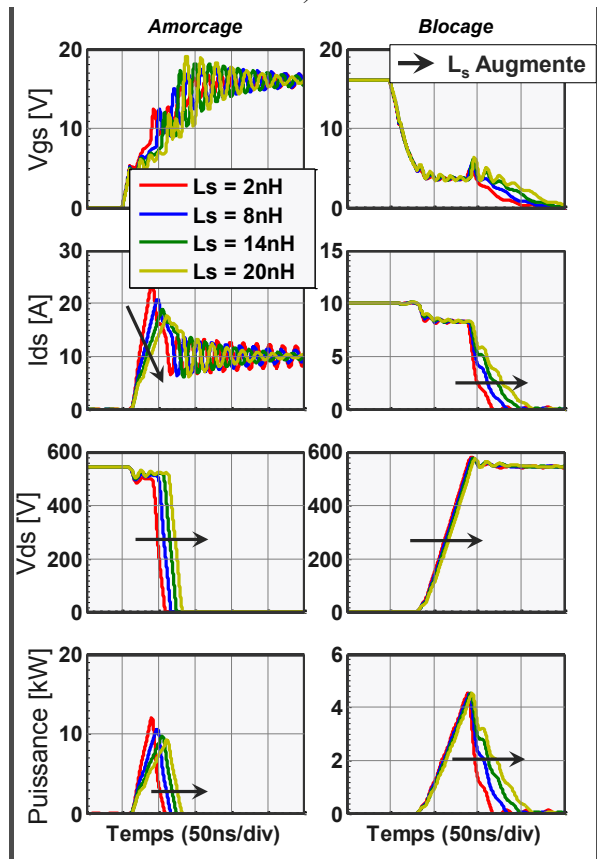 Amorcage
Blocage
20
10
0
Vgs [V]
20
10
0
Ls Augmente
Ls = 2nH
Ls = 8nH
Ls = 14nH
Ls = 20nH
30
20
10
0
Ids [A]
15
10
5
0
600
400
200
0
Vds [V]
600
400
200
0
20
10
0
Puissance [kW]
6
4
2
0
Temps (50ns/div)
Temps (50ns/div)